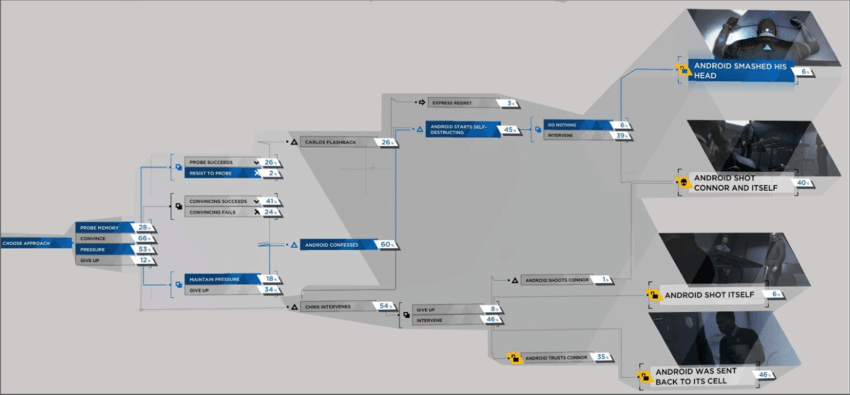 CHOOSE APPROACH
PROBE MEMORY 28%
CONVINCE 66%
PRESSURE 53%
GIVE UP 12%
PROBE SUCCEEDS 26%
RESIST TO PROBE 2%
CONVINCING SUCCEEDS 41%
CONVINCING FAILS 24%
MAINTAIN PRESSURE 18%
GIVE UP 34%
CARLOS FLASHBACK 26%
ANDROID CONFESSES 60%
CHRIS INTERVENES 54%
EXPRESS REGRET 3%
ANDROID STARTS SELF-
DESTRUCTING 45%
GIVE UP 8%
INTERVENE 46%
DO NOTHING 6%
INTERVENE 39%
ANDROID SHOOTS CONNOR 1%
ANDROID TRUSTS CONNOR 35%
ANDROID SMASHED HIS
HEAD 6%
ANDROID SHOT
CONNOR AND ITSELF 40%
ANDROID SHOT ITSELF 6%
ANDROID WAS SENT
BACK TO ITS CELL 46%